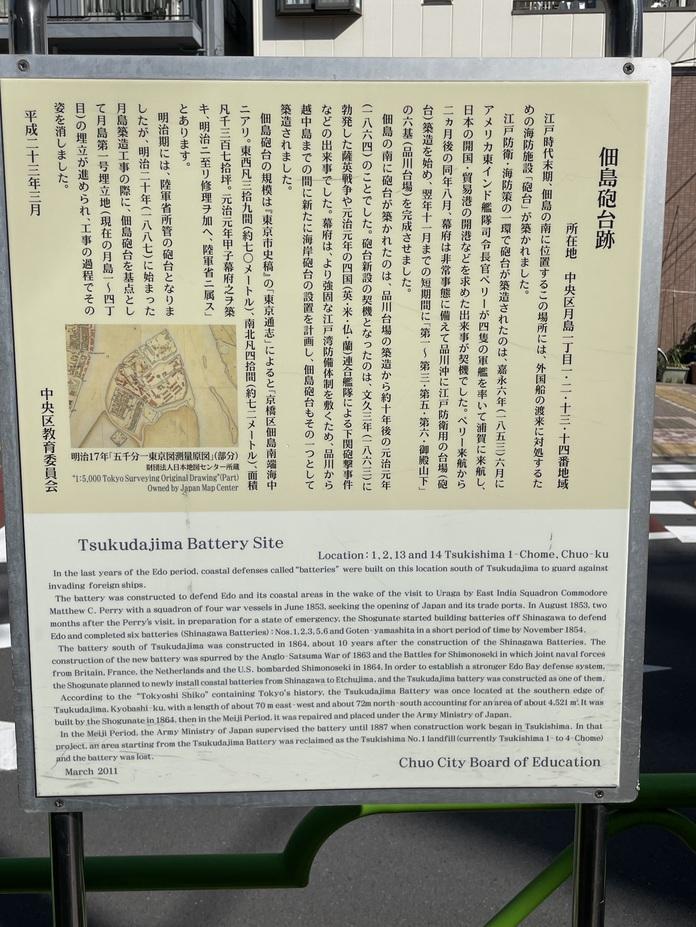 佃島砲台跡
所在地　中央区月島一丁目一・二・十三・十四番地域
江戸時代末期、佃島の南に位置するこの場所には、外国船の渡来に対処するた
めの海防施設「砲台」が築かれました。
江戸防衛・海防策の一環で砲台が築造されたのは、嘉永六年（一八五三）六月に
アメリカ東インド艦隊司令長官ペリーが四隻の軍艦を率いて浦賀に来航し、
日本の開国・貿易港の開港などを求めた出来事が契機でした。ペリー来航から
二ヵ月後の同年八月、幕府は非常事態に備えて品川沖に江戸防衛用の台場（砲
台）築造を始め、翌年十一月までの短期間に「第一〜第三・第五・第六・御殿山下」
の六基（品川台場）を完成させました。
佃島の南に砲台が築かれたのは、品川台場の築造から約十年後の元治元年
（一八六四）のことでした。砲台新設の契機となったのは、文久三年（一八六三）に
勃発した薩英戦争や元治元年の四国（英・米・仏・蘭）連合艦隊による下関砲撃事件
などの出来事でした。幕府は、より強固な江戸湾防備体制を敷くため、品川から
越中島までの間に新たに海岸砲台の設置を計画し、佃島砲台もその一つとして
築造されました。
佃島砲台の規模は『東京市史稿』の「東京通志」によると「京橋区佃島南端海中
ニアリ。東西凡三拾九間（約七〇メートル）、南北凡四拾間（約七二メートル）、面積
凡千三百七拾坪。元治元年甲子幕府之ヲ築
キ、明治ニ至リ修理ヲ加ヘ、陸軍省ニ属ス」
とあります。
明治期には、陸軍省所管の砲台となりま
したが、明治二十年（一八八七）に始まった
月島築造工事の際に、佃島砲台を基点とし
て月島第一号埋立地（現在の月島一〜四丁
目）の埋立が進められ、工事の過程でその
姿を消しました。
平成二十三年三月
中央区教育委員会
明治17年「五千分一東京図測量原図」（部分）
財団法人日本地図センター所蔵
"1:5,000 Tokyo Surveying Original Drawing"(Part)
Owned by Japan Map Center
Tsukudajima Battery Site
Location: 1, 2, 13 and 14 Tsukishima 1-Chome, Chuo-ku
In the last years of the Edo period, coastal defenses called "batteries" were built on this location south of Tsukudajima to guard against
invading foreign ships.
The battery was constructed to defend Edo and its coastal areas in the wake of the visit to Uraga by East India Squadron Commodore
Matthew C. Perry with a squadron of four war vessels in June 1853, seeking the opening of Japan and its trade ports. In August 1853, two
months after the Perry's visit, in preparation for a state of emergency, the Shogunate started building batteries off Shinagawa to defend
Edo and completed six batteries (Shinagawa Batteries) : Nos.1,2,3,5,6 and Goten-yamashita in a short period of time by November 1854.
The battery south of Tsukudajima was constructed in 1864, about 10 years after the construction of the Shinagawa Batteries. The
construction of the new battery was spurred by the Anglo-Satsuma War of 1863 and the Battles for Shimonoseki in which joint naval forces
from Britain, France, the Netherlands and the U.S. bombarded Shimonoseki in 1864. In order to establish a stronger Edo Bay defense system,
the Shogunate planned to newly install coastal batteries from Shinagawa to Etchujima, and the Tsukudajima battery was constructed as one of them.
According to the "Tokyoshi Shiko" containing Tokyo's history, the Tsukudajima Battery was once located at the southern edge of
Tsukudajima, Kyobashi-ku, with a length of about 70 m east-west and about 72m north-south accounting for an area of about 4,521 ㎡. It was
built by the Shogunate in 1864, then in the Meiji Period, it was repaired and placed under the Army Ministry of Japan.
In the Meiji Period, the Army Ministry of Japan supervised the battery until 1887 when construction work began in Tsukishima. In that
project, an area starting from the Tsukudajima Battery was reclaimed as the Tsukishima No.1 landfill (currently Tsukishima 1- to 4-Chome)
and the battery was lost.
March 2011
Chuo City Board of Education